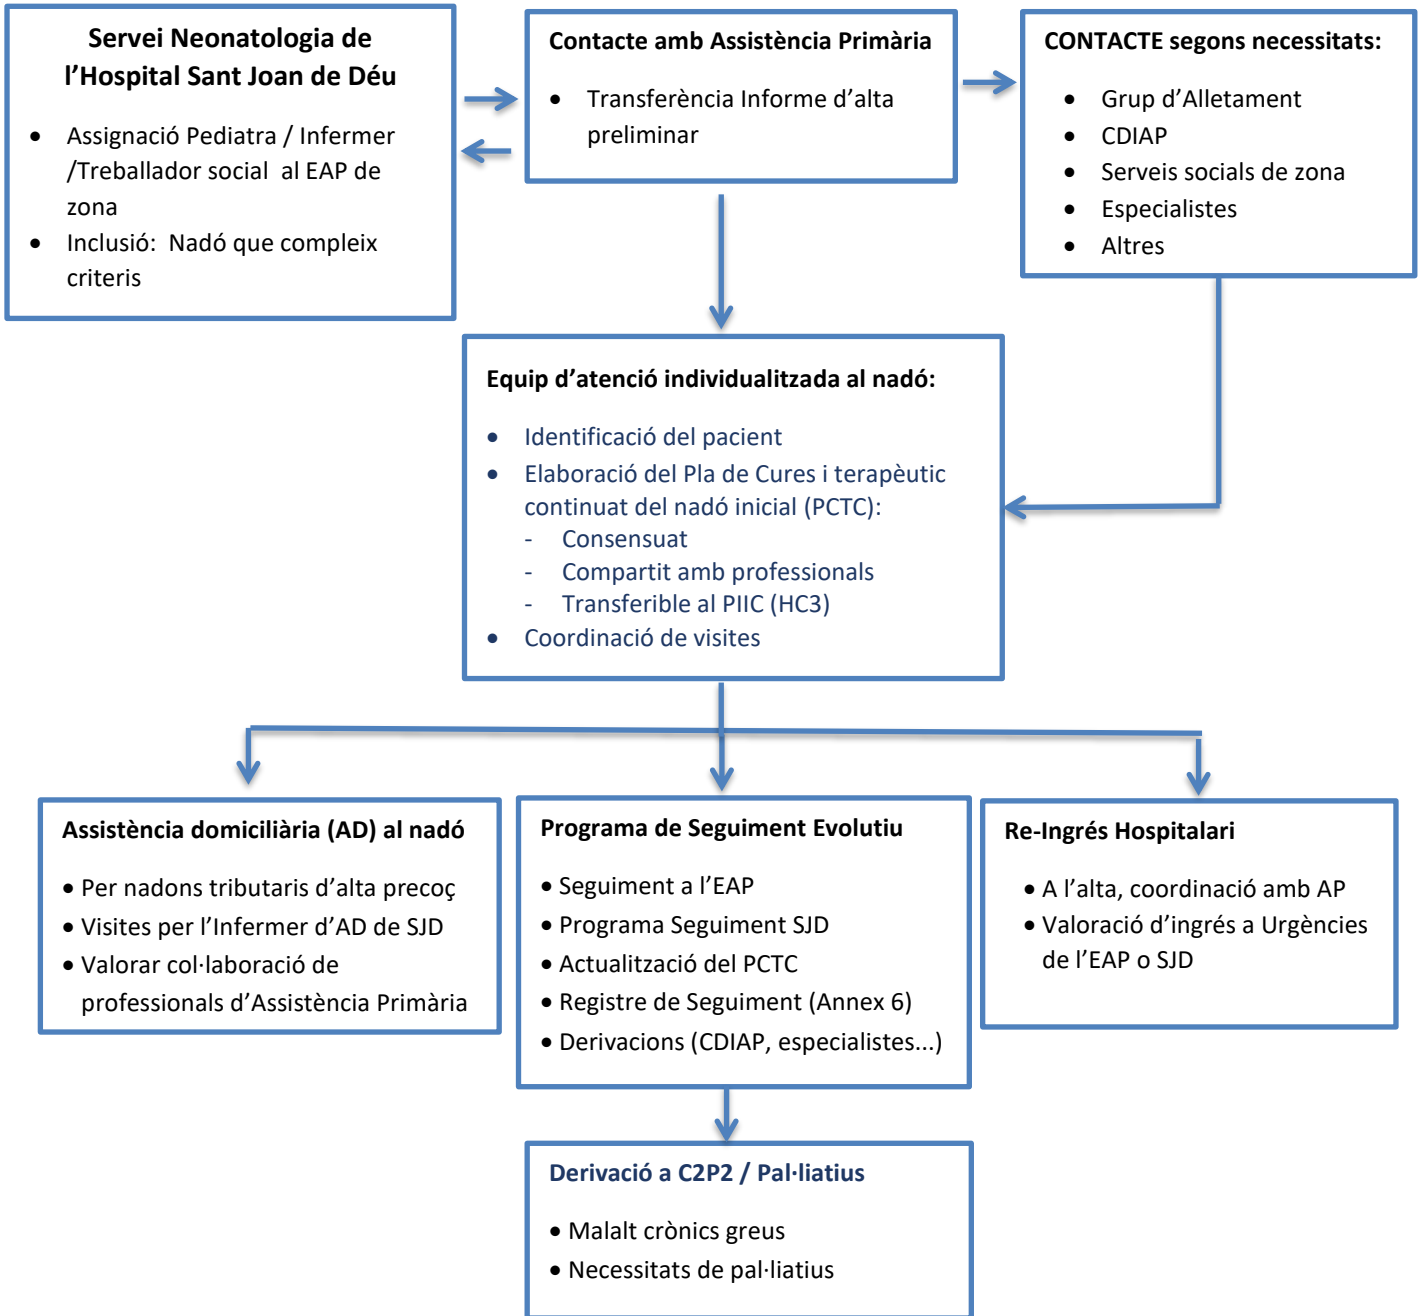 Servei Neonatologia de
l’Hospital Sant Joan de Déu
• Assignació Pediatra / Infermer
/Treballador social al EAP de
zona
• Inclusió: Nadó que compleix
criteris
Contacte amb Assistència Primària
• Transferència Informe d’alta
preliminar
CONTACTE segons necessitats:
• Grup d’Alletament
• CDIAP
• Serveis socials de zona
• Especialistes
• Altres
Equip d’atenció individualitzada al nadó:
• Identificació del pacient
• Elaboració del Pla de Cures i terapèutic
continuat del nadó inicial (PCTC):
- Consensuat
- Compartit amb professionals
- Transferible al PIIC (HC3)
• Coordinació de visites
Assistència domiciliària (AD) al nadó
• Per nadons tributaris d’alta precoç
• Visites per l’Infermer d’AD de SJD
• Valorar col·laboració de
professionals d’Assistència Primària
Programa de Seguiment Evolutiu
• Seguiment a l’EAP
• Programa Seguiment SJD
• Actualització del PCTC
• Registre de Seguiment (Annex 6)
• Derivacions (CDIAP, especialistes...)
Re-Ingrés Hospitalari
• A l’alta, coordinació amb AP
• Valoració d’ingrés a Urgències
de l’EAP o SJD
Derivació a C2P2 / Pal·liatius
• Malalt crònics greus
• Necessitats de pal·liatius